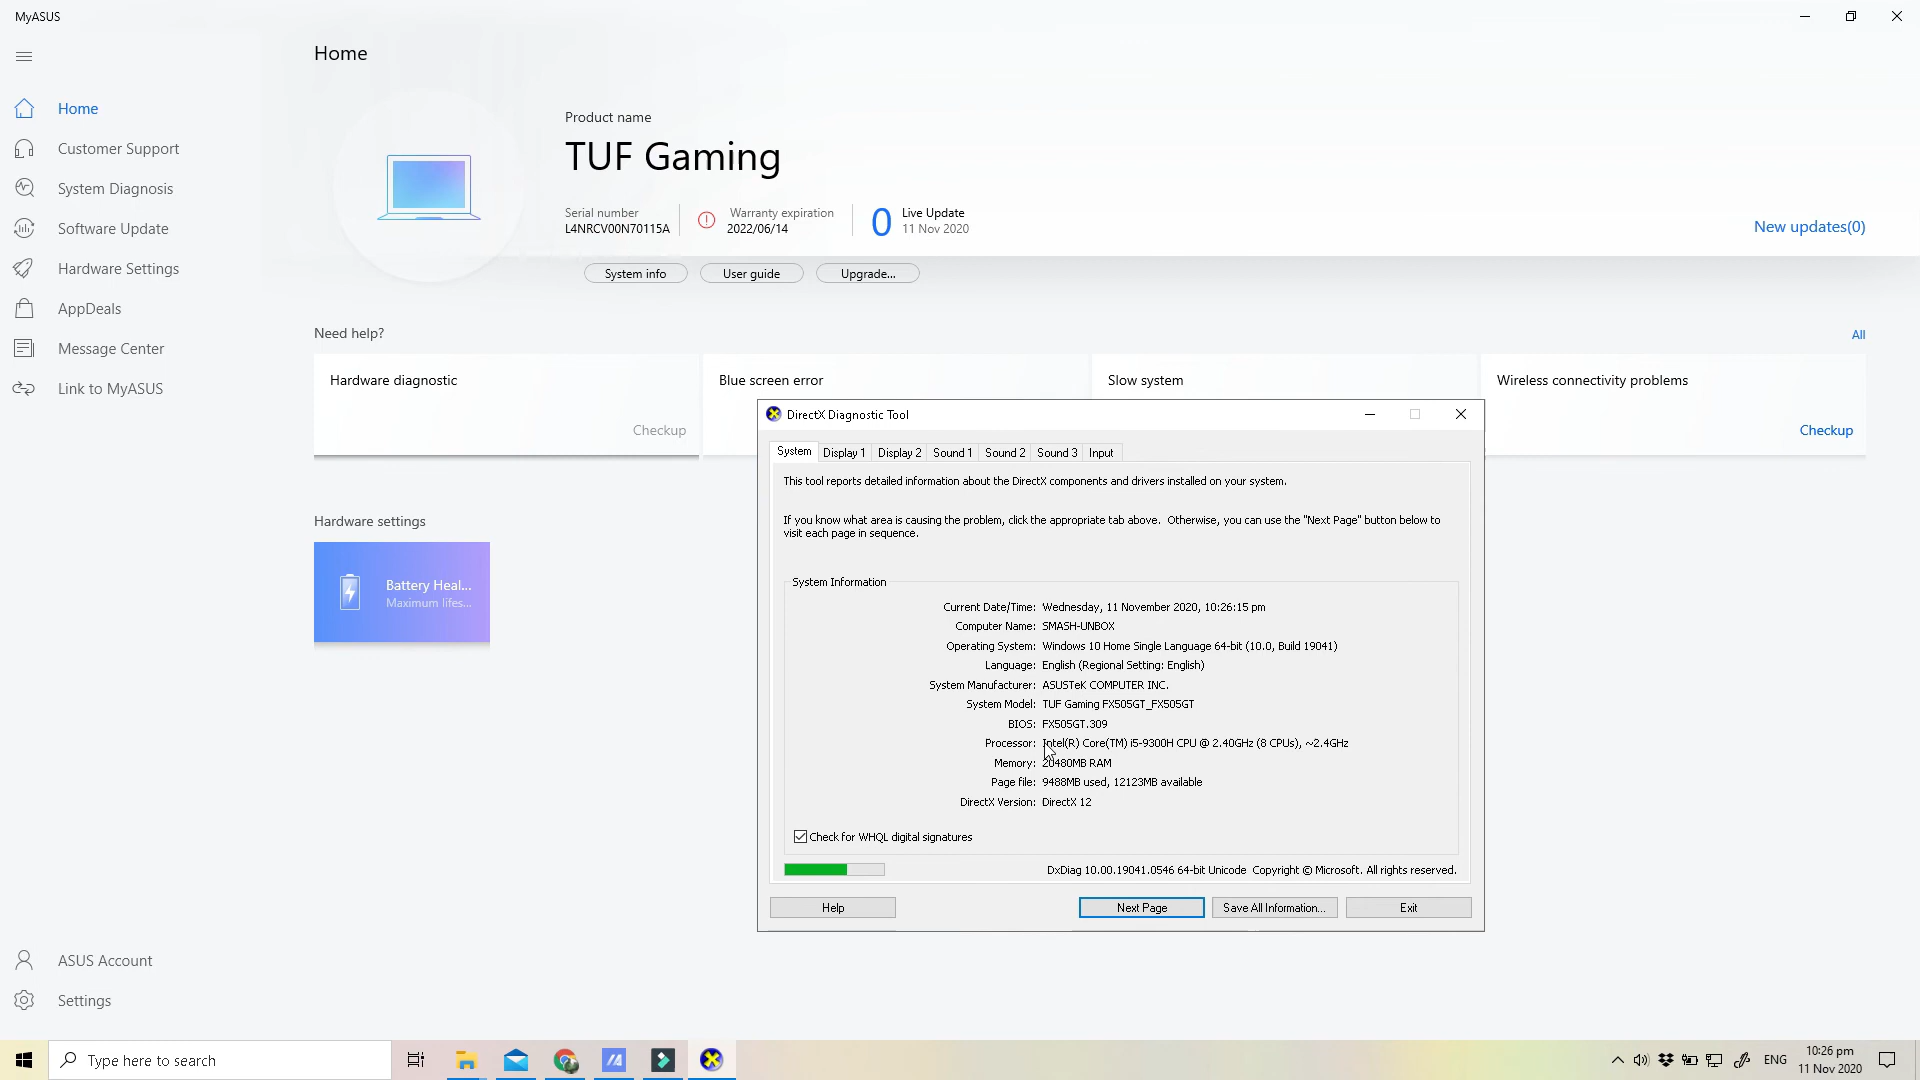 MyASUS
Home
Home
Customer Support
System Diagnosis
Software Update
Hardware Settings
AppDeals
Message Center
Link to MyASUS
ASUS Account
Settings
Product name
TUF Gaming
Serial number
L4NRCV00N70115A
Warranty expiration
2022/06/14
0
Live Update
11 Nov 2020
New updates(0)
System info
User guide
Upgrade...
Need help?
All
Hardware diagnostic
Checkup
Blue screen error
Slow system
Wireless connectivity problems
Checkup
Hardware settings
Battery Heal...
Maximum lifes...
DirectX Diagnostic Tool
System Display 1 Display 2 Sound 1 Sound 2 Sound 3 Input
This tool reports detailed information about the DirectX components and drivers installed on your system.
If you know what area is causing the problem, click the appropriate tab above. Otherwise, you can use the "Next Page" button below to
visit each page in sequence.
System Information
Current Date/Time: Wednesday, 11 November 2020, 10:26:15 pm
Computer Name: SMASH-UNBOX
Operating System: Windows 10 Home Single Language 64-bit (10.0, Build 19041)
Language: English (Regional Setting: English)
System Manufacturer: ASUSTeK COMPUTER INC.
System Model: TUF Gaming FX505GT_FX505GT
BIOS: FX505GT.309
Processor: Intel(R) Core(TM) i5-9300H CPU @ 2.40GHz (8 CPUs), ~2.4GHz
Memory: 20480MB RAM
Page file: 9488MB used, 12123MB available
DirectX Version: DirectX 12
Check for WHQL digital signatures
DxDiag 10.00.19041.0546 64-bit Unicode Copyright © Microsoft. All rights reserved.
Help
Next Page
Save All Information...
Exit
Type here to search
ENG
10:26 pm
11 Nov 2020